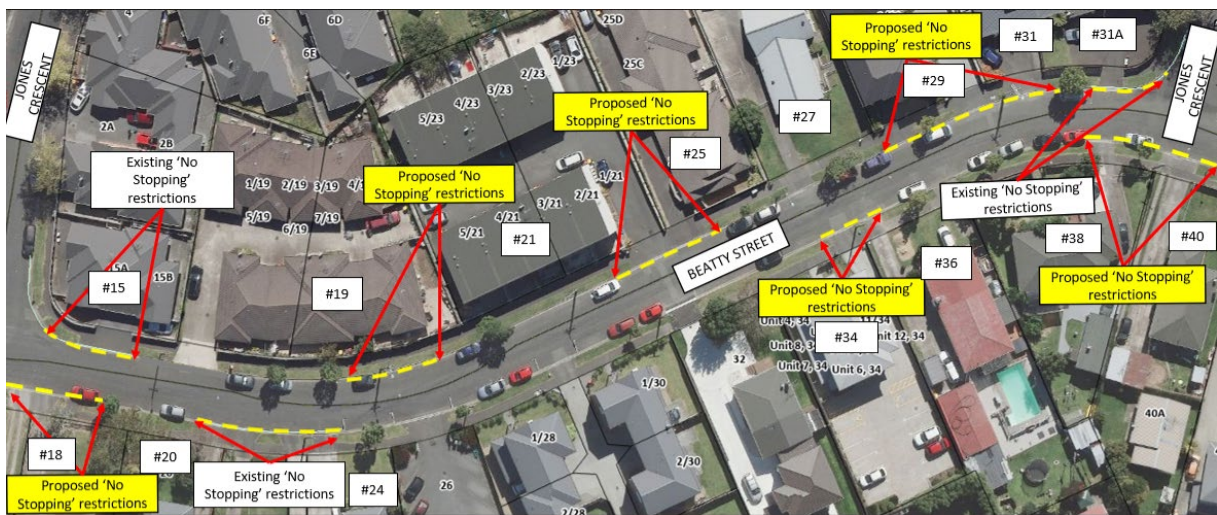 JONES
CRESCENT
4
6F
6E
6D
2A
2B
Existing 'No
Stopping'
restrictions
1/19
2/19
3/19
5/19
6/19
7/19
15A
15B
#15
#19
Proposed 'No
Stopping' restrictions
5/23
4/23
3/23
2/23
1/23
5/21
4/21
3/21
2/21
1/21
#21
25D
25C
Proposed 'No
Stopping' restrictions
#25
#27
Proposed 'No
Stopping' restrictions
#29
#31
#31A
JONES
CRESCENT
BEATTY STREET
Existing 'No Stopping'
restrictions
#38
#40
Proposed 'No Stopping'
restrictions
#36
Proposed 'No Stopping'
restrictions
#34
Unit 4, 34
Unit 12, 34
Unit 7, 34
Unit 6, 34
32
1/30
2/30
1/28
2/28
26
40A
#18
#20
Proposed 'No
Stopping' restrictions
Existing 'No
Stopping' restrictions
#24